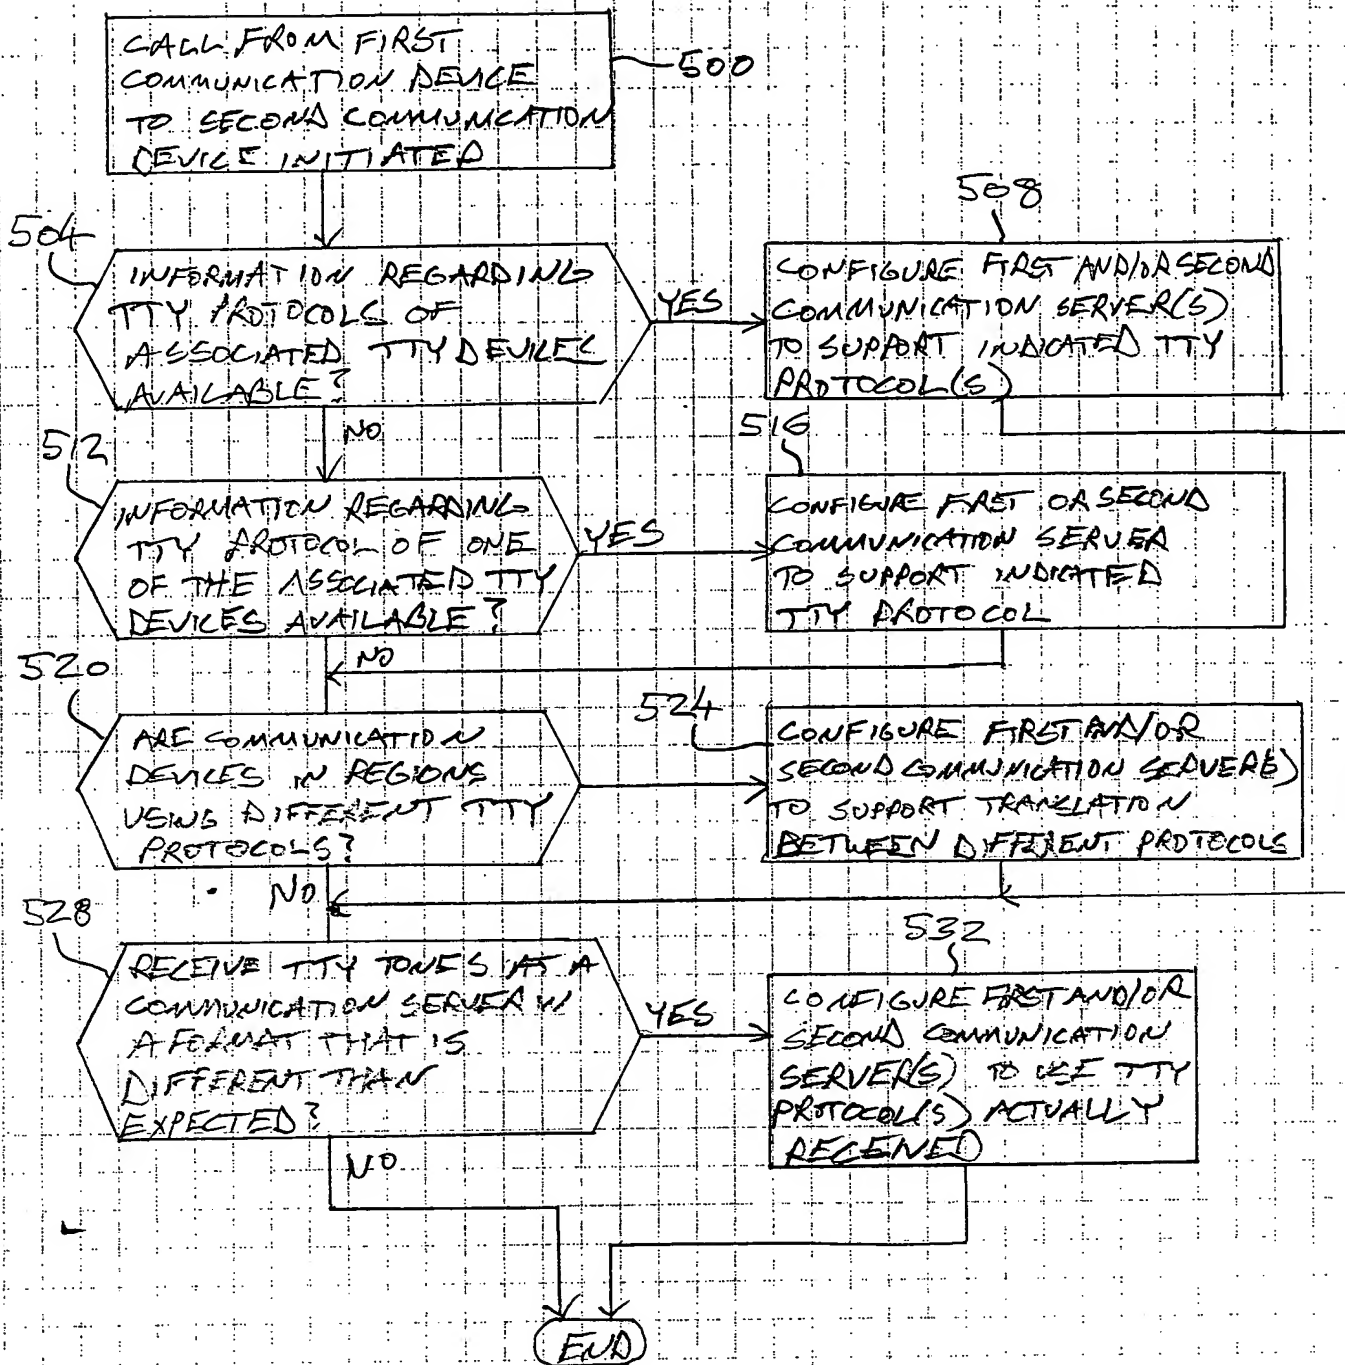 CALL FROM FIRST
COMMUNICATION DEVICE
TO SECOND COMMUNICATION
DEVICE INITIATED
500
504
INFORMATION REGARDING
TTY PROTOCOLS OF
ASSOCIATED TTY DEVICES
AVAILABLE?
YES
NO
508
CONFIGURE FIRST AND/OR SECOND
COMMUNICATION SERVER(S)
TO SUPPORT INDICATED TTY
PROTOCOL(S)
512
INFORMATION REGARDING
TTY PROTOCOL OF ONE
OF THE ASSOCIATED TTY
DEVICES AVAILABLE?
YES
NO
516
CONFIGURE FIRST OR SECOND
COMMUNICATION SERVER
TO SUPPORT INDICATED
TTY PROTOCOL
520
ARE COMMUNICATION
DEVICES IN REGIONS
USING DIFFERENT TTY
PROTOCOLS?
NO
524
CONFIGURE FIRST AND/OR
SECOND COMMUNICATION SERVER(S)
TO SUPPORT TRANSLATION
BETWEEN DIFFERENT PROTOCOLS
528
RECEIVE TTY TONES AT A
COMMUNICATION SERVER IN
A FORMAT THAT IS
DIFFERENT THAN
EXPECTED?
YES
NO
532
CONFIGURE FIRST AND/OR
SECOND COMMUNICATION
SERVER(S) TO USE TTY
PROTOCOL(S) ACTUALLY
RECEIVED
END